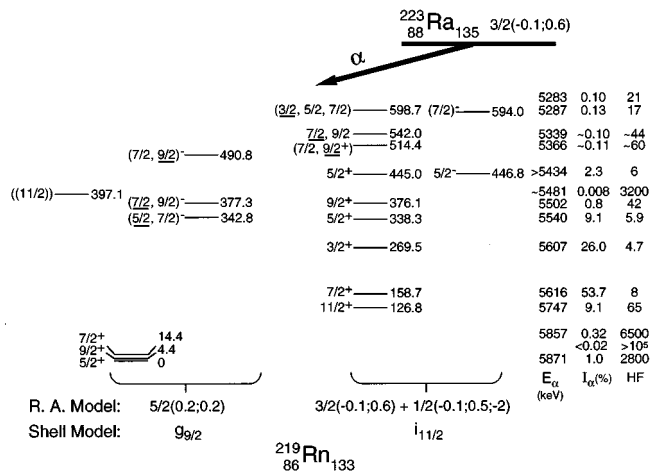 223
88 Ra 135 3/2(-0.1;0.6)
α
5283 0.10 21
(3/2, 5/2, 7/2) 598.7 (7/2)- 594.0 5287 0.13 17
7/2, 9/2 542.0 5339 ~0.10 ~44
(7/2, 9/2+) 514.4 5366 ~0.11 ~60
(7/2, 9/2)- 490.8
5/2+ 445.0 5/2- 446.8 >5434 2.3 6
((11/2)) 397.1 ~5481 0.008 3200
(7/2, 9/2)- 377.3 9/2+ 376.1 5502 0.8 42
(5/2, 7/2)- 342.8 5/2+ 338.3 5540 9.1 5.9
3/2+ 269.5 5607 26.0 4.7
7/2+ 158.7 5616 53.7 8
11/2+ 126.8 5747 9.1 65
7/2+ 14.4 5857 0.32 6500
9/2+ 4.4 <0.02 >10⁵
5/2+ 0 5871 1.0 2800
Eα Iα(%) HF
(keV)
R. A. Model: 5/2(0.2;0.2) 3/2(-0.1;0.6) + 1/2(-0.1;0.5;-2)
Shell Model: g9/2 i11/2
219
86 Rn 133